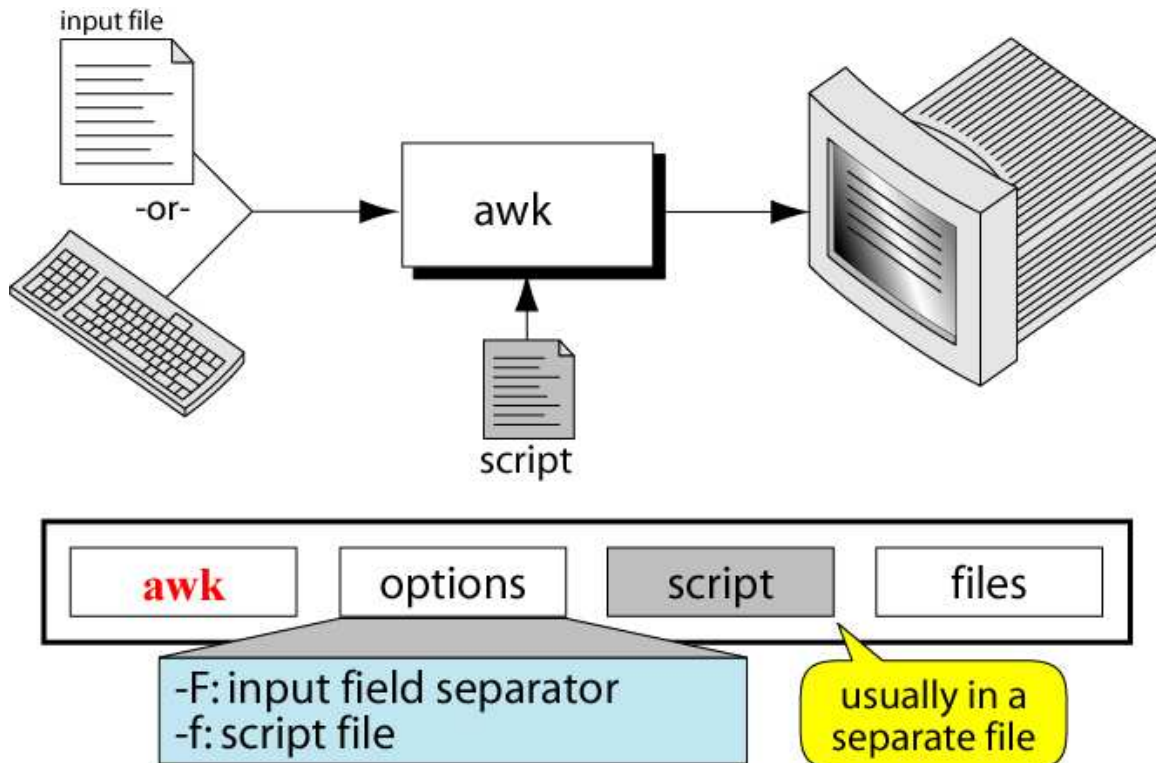 input file
-or-
awk
script
awk
options
script
files
-F: input field separator
-f: script file
usually in a
separate file